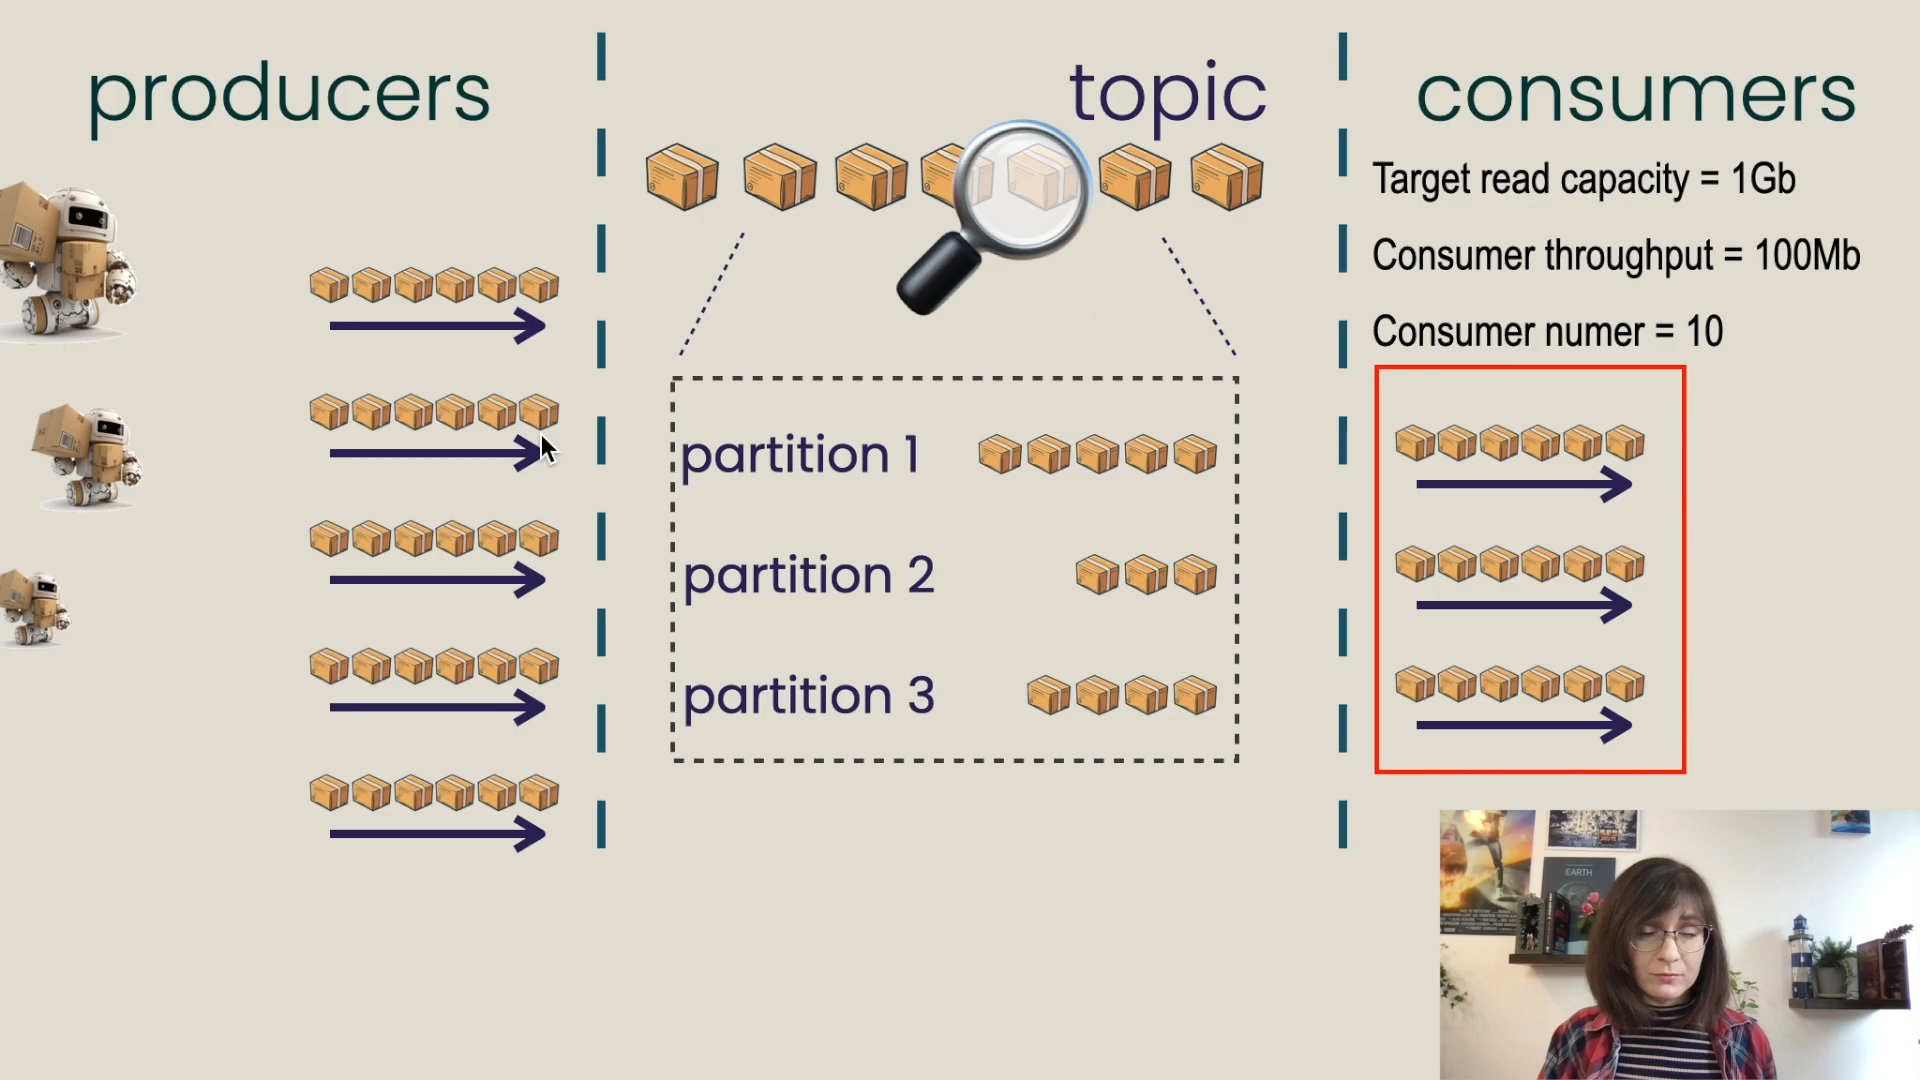 producers
topic
consumers
Target read capacity = 1Gb
Consumer throughput = 100Mb
Consumer numer = 10
partition 1
partition 2
partition 3
EARTH